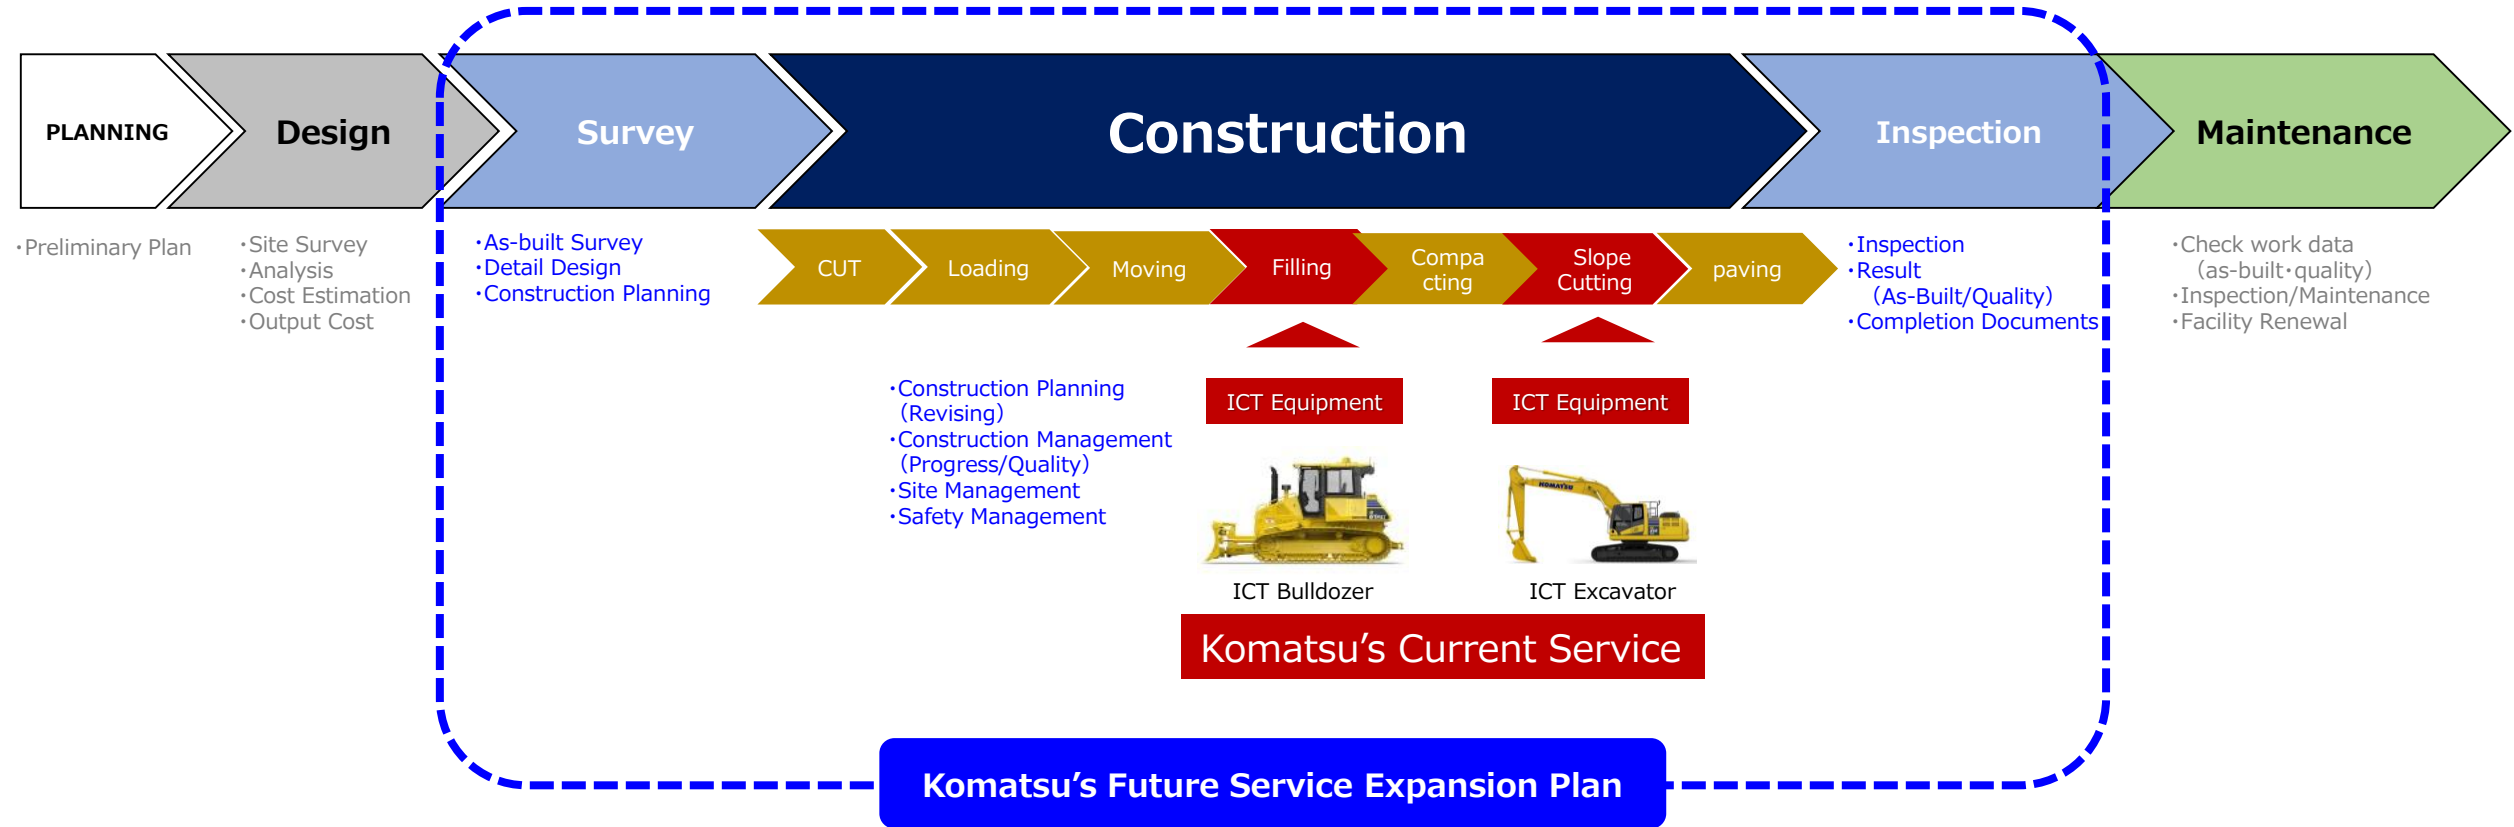 PLANNING
Design
Survey
Construction
Inspection
Maintenance
・Preliminary Plan
・Site Survey
・Analysis
・Cost Estimation
・Output Cost
・As-built Survey
・Detail Design
・Construction Planning
CUT
Loading
Moving
Filling
Compa
cting
Slope
Cutting
paving
・Inspection
・Result
（As-Built/Quality）
・Completion Documents
・Check work data
（as-built・quality）
・Inspection/Maintenance
・Facility Renewal
・Construction Planning
（Revising）
・Construction Management
（Progress/Quality）
・Site Management
・Safety Management
ICT Equipment
ICT Equipment
KOMATSU
ICT Bulldozer
ICT Excavator
Komatsu’s Current Service
Komatsu’s Future Service Expansion Plan